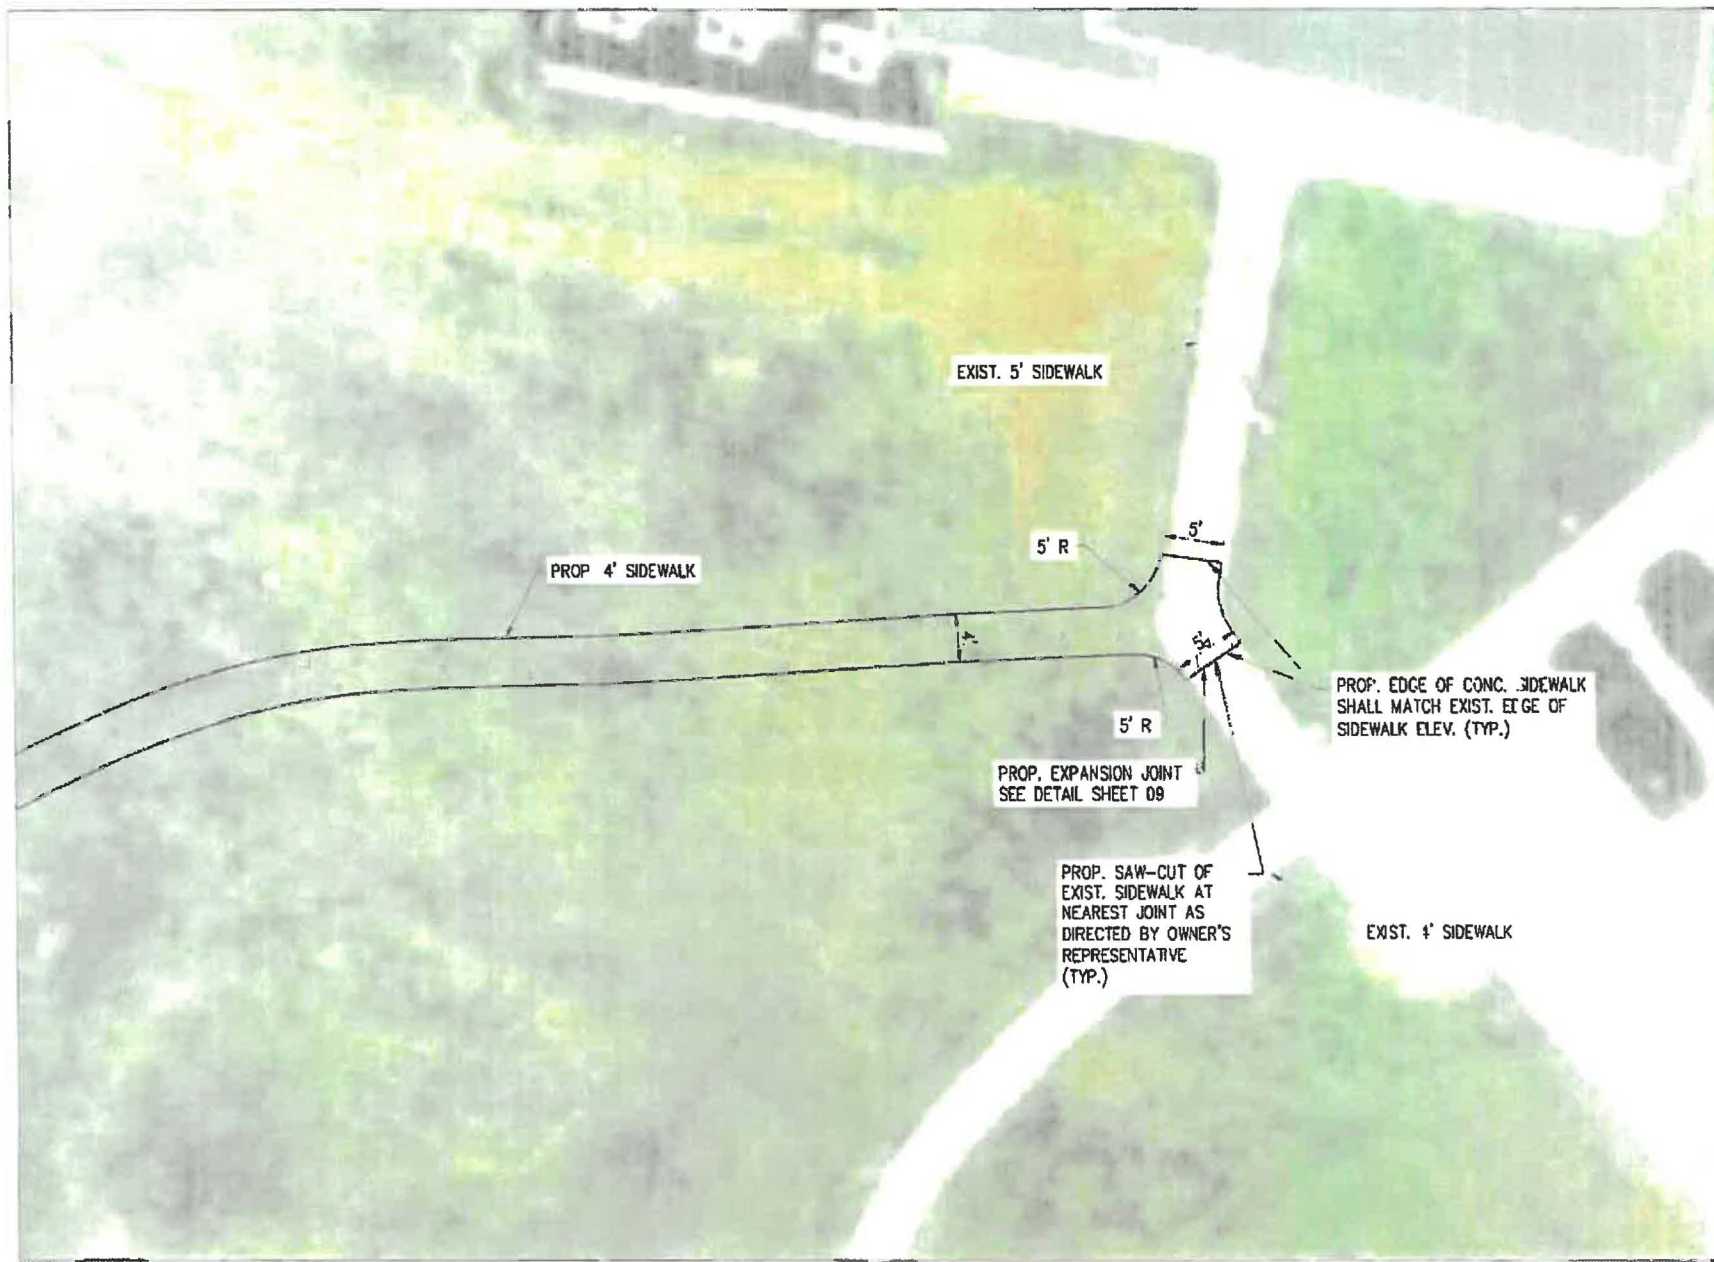 EXIST. 5' SIDEWALK
5'
5' R
PROP 4' SIDEWALK
4'
5'
PROP. EDGE OF CONC. SIDEWALK
SHALL MATCH EXIST. EDGE OF
SIDEWALK ELEV. (TYP.)
5' R
PROP. EXPANSION JOINT
SEE DETAIL SHEET 09
PROP. SAW-CUT OF
EXIST. SIDEWALK AT
NEAREST JOINT AS
DIRECTED BY OWNER'S
REPRESENTATIVE
(TYP.)
EXIST. 4' SIDEWALK